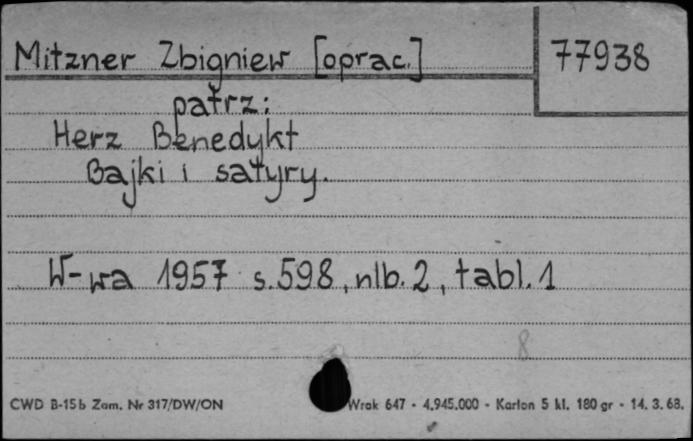 Mitzner Zbigniew [oprac.] 77938
patrz:
Herz Benedykt
Bajki i satyry.
W-wa 1957 s.598, nlb.2, tabl.1
8
CWD B-15b Zam. Nr 317/DW/ON Wrak 647 - 4.945.000 - Karton 5 kl. 180 gr - 14. 3. 68.